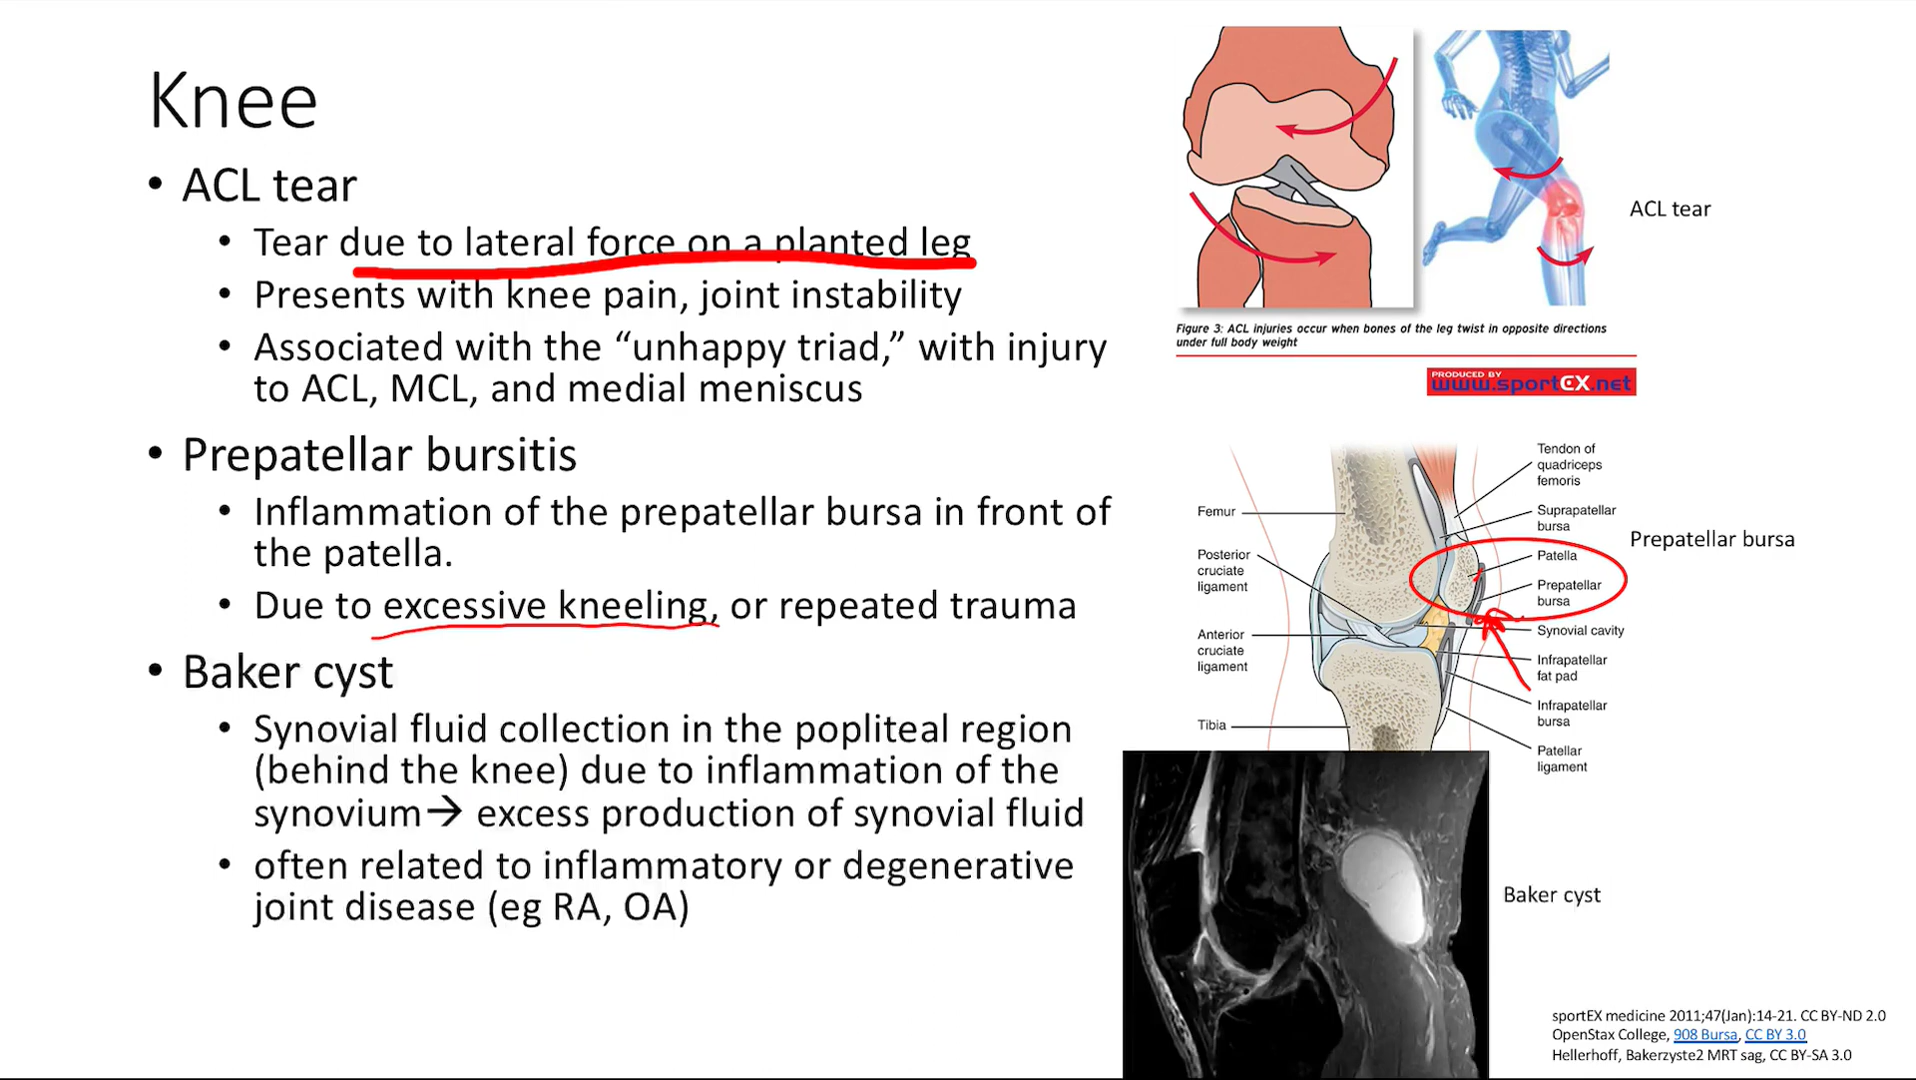 Knee
• ACL tear
• Tear due to lateral force on a planted leg
• Presents with knee pain, joint instability
• Associated with the “unhappy triad,” with injury
to ACL, MCL, and medial meniscus
• Prepatellar bursitis
• Inflammation of the prepatellar bursa in front of
the patella.
• Due to excessive kneeling, or repeated trauma
• Baker cyst
• Synovial fluid collection in the popliteal region
(behind the knee) due to inflammation of the
synovium→ excess production of synovial fluid
• often related to inflammatory or degenerative
joint disease (eg RA, OA)
ACL tear
Figure 3: ACL injuries occur when bones of the leg twist in opposite directions
under full body weight
PRODUCED BY
www.sportEX.net
Femur
Posterior
cruciate
ligament
Anterior
cruciate
ligament
Tibia
Tendon of
quadriceps
femoris
Suprapatellar
bursa
Patella
Prepatellar
bursa
Synovial cavity
Infrapatellar
fat pad
Infrapatellar
bursa
Patellar
ligament
Prepatellar bursa
Baker cyst
sportEX medicine 2011;47(Jan):14-21. CC BY-ND 2.0
OpenStax College, 908 Bursa, CC BY 3.0
Hellerhoff, Bakerzyste2 MRT sag, CC BY-SA 3.0